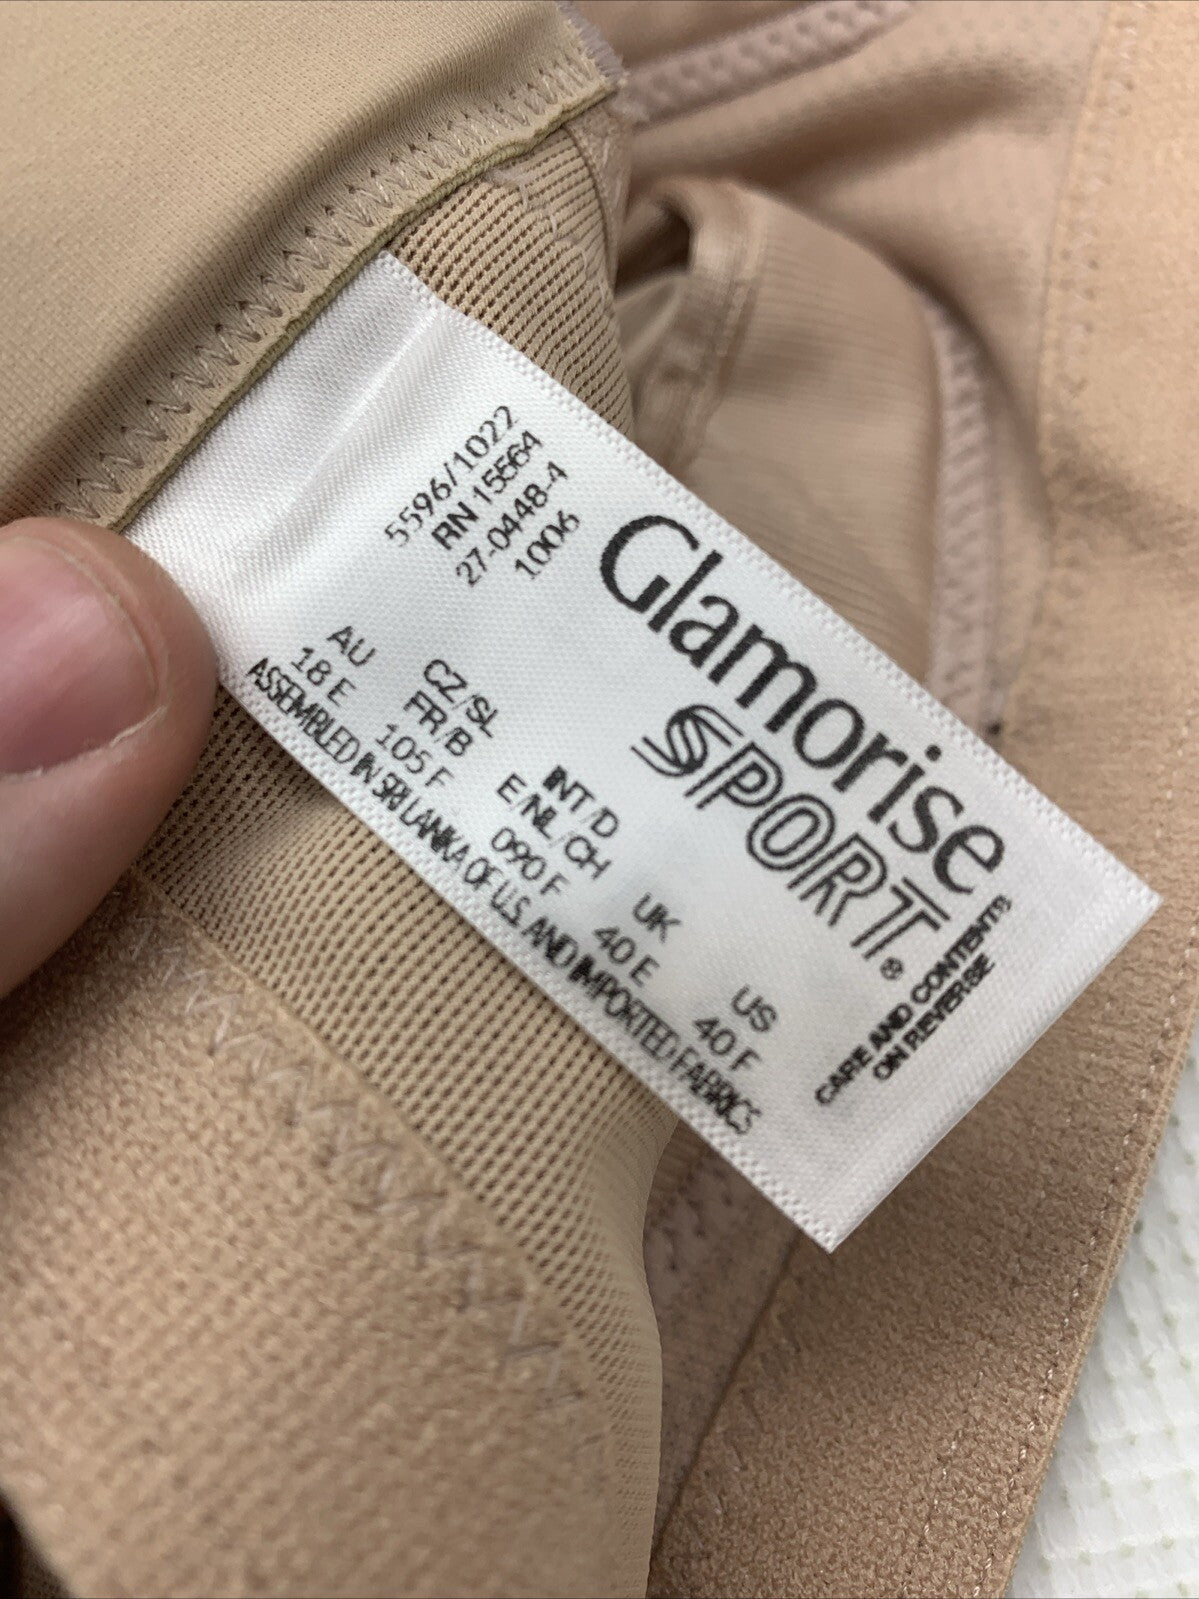 5596/1022
RN 15564
27-0448-4
1006
Glamorise
SPORT®
CARE AND CONTENTS
ON REVERSE
AU
18 E
CZ/SL
FR/B
105 F
INT/D
E/NL/CH
090 F
UK
40 E
US
40 F
ASSEMBLED IN SRI LANKA OF U.S. AND IMPORTED FABRICS